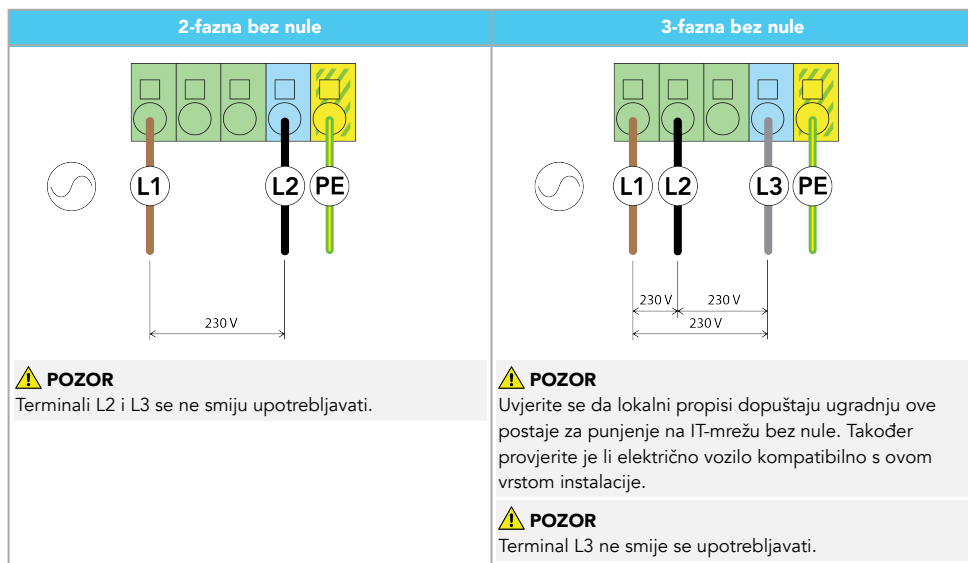 2-fazna bez nule
L1
L2
PE
230 V
POZOR
Terminali L2 i L3 se ne smiju upotrebljavati.
3-fazna bez nule
L1
L2
L3
PE
230 V
230 V
230 V
POZOR
Uvjerite se da lokalni propisi dopuštaju ugradnju ove
postaje za punjenje na IT-mrežu bez nule. Također
provjerite je li električno vozilo kompatibilno s ovom
vrstom instalacije.
POZOR
Terminal L3 ne smije se upotrebljavati.